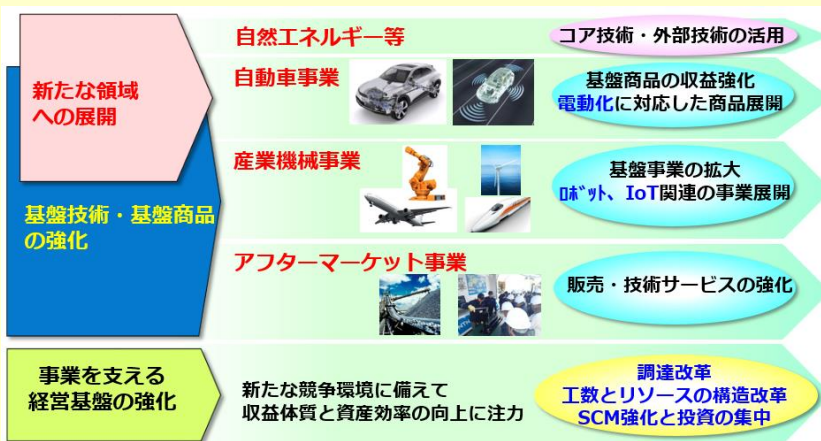 自然エネルギー等
コア技術・外部技術の活用
新たな領域
への展開
自動車事業
基盤商品の収益強化
電動化に対応した商品展開
産業機械事業
基盤事業の拡大
ﾛﾎﾞｯﾄ、IoT関連の事業展開
基盤技術・基盤商品
の強化
アフターマーケット事業
販売・技術サービスの強化
事業を支える
経営基盤の強化
新たな競争環境に備えて
収益体質と資産効率の向上に注力
調達改革
工数とリソースの構造改革
SCM強化と投資の集中